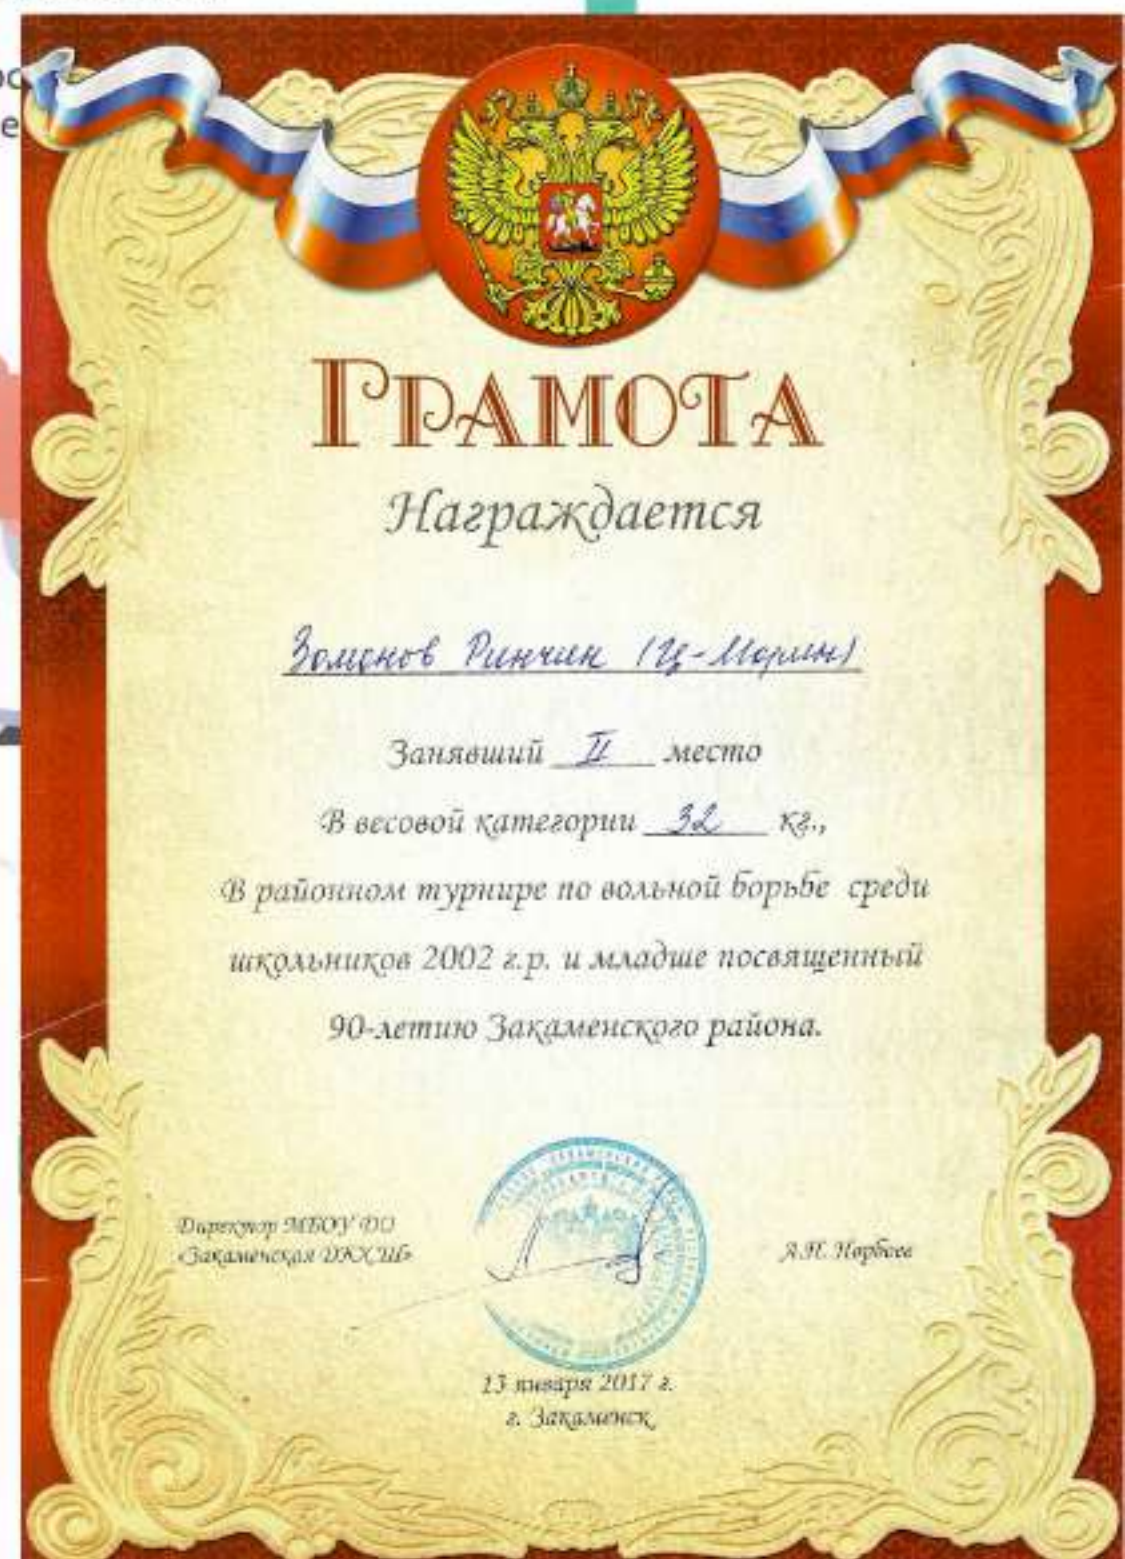 ГРАМОТА
Награждается
Зомонов Ринчин (Ц-Морин)
Занявший II место
В весовой категории 32 кг.,
В районном турнире по вольной борьбе среди
школьников 2002 г.р. и младше посвященный
90-летию Закаменского района.
Директор МБОУ ДО
«Закаменская ДЮСШ»
А.Н. Норбоев
13 января 2017 г.
г. Закаменск